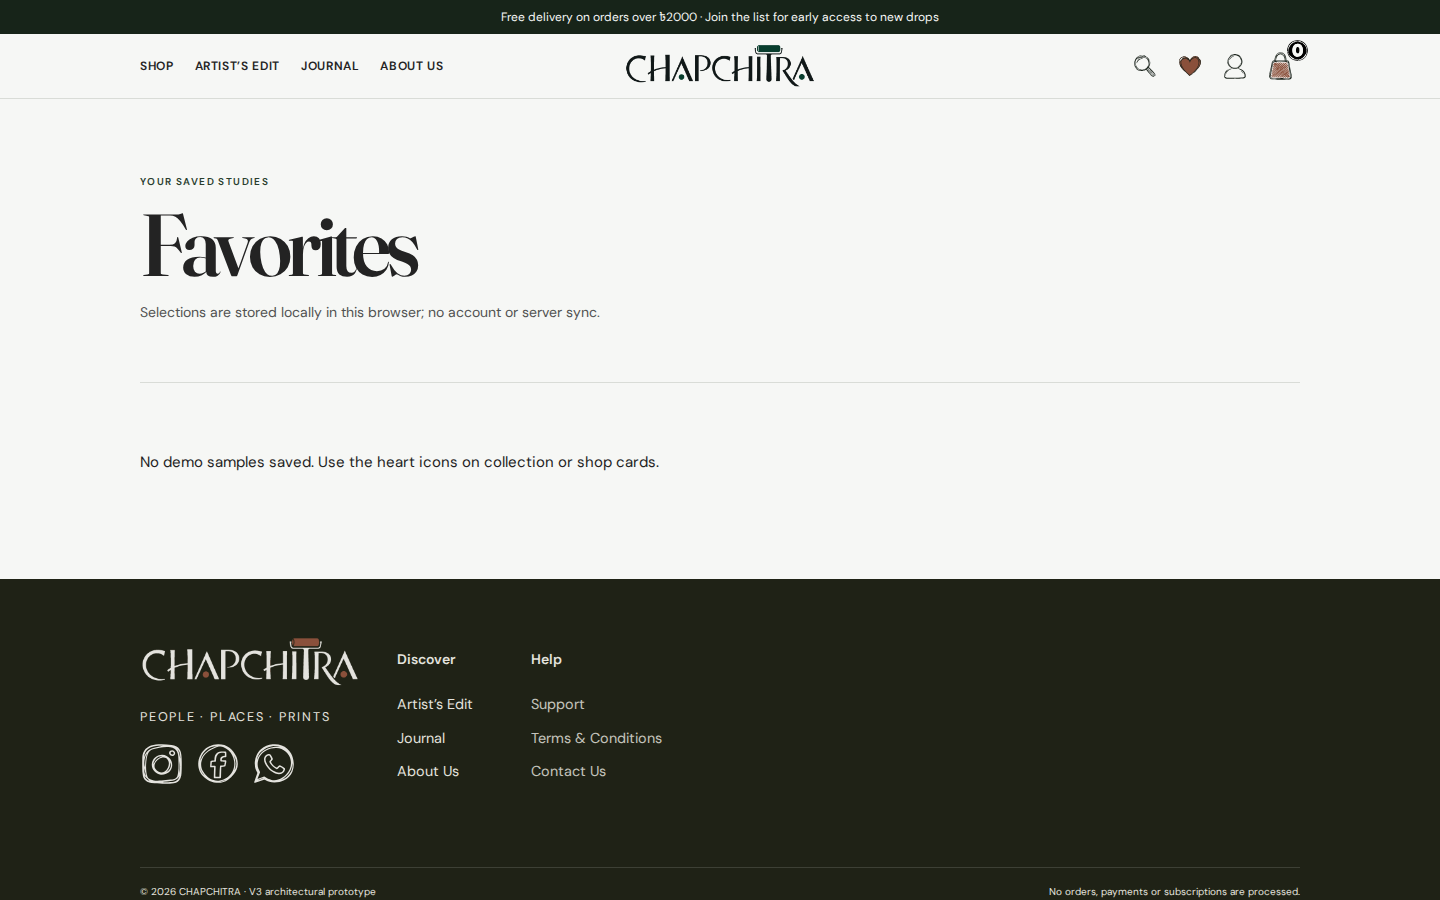 Free delivery on orders over ৳2000 · Join the list for early access to new drops
SHOP ARTIST’S EDIT JOURNAL ABOUT US
CHAPCHITRA
0
YOUR SAVED STUDIES
Favorites
Selections are stored locally in this browser; no account or server sync.
No demo samples saved. Use the heart icons on collection or shop cards.
CHAPCHITRA
PEOPLE · PLACES · PRINTS
Discover
Artist’s Edit
Journal
About Us
Help
Support
Terms & Conditions
Contact Us
© 2026 CHAPCHITRA · V3 architectural prototype
No orders, payments or subscriptions are processed.